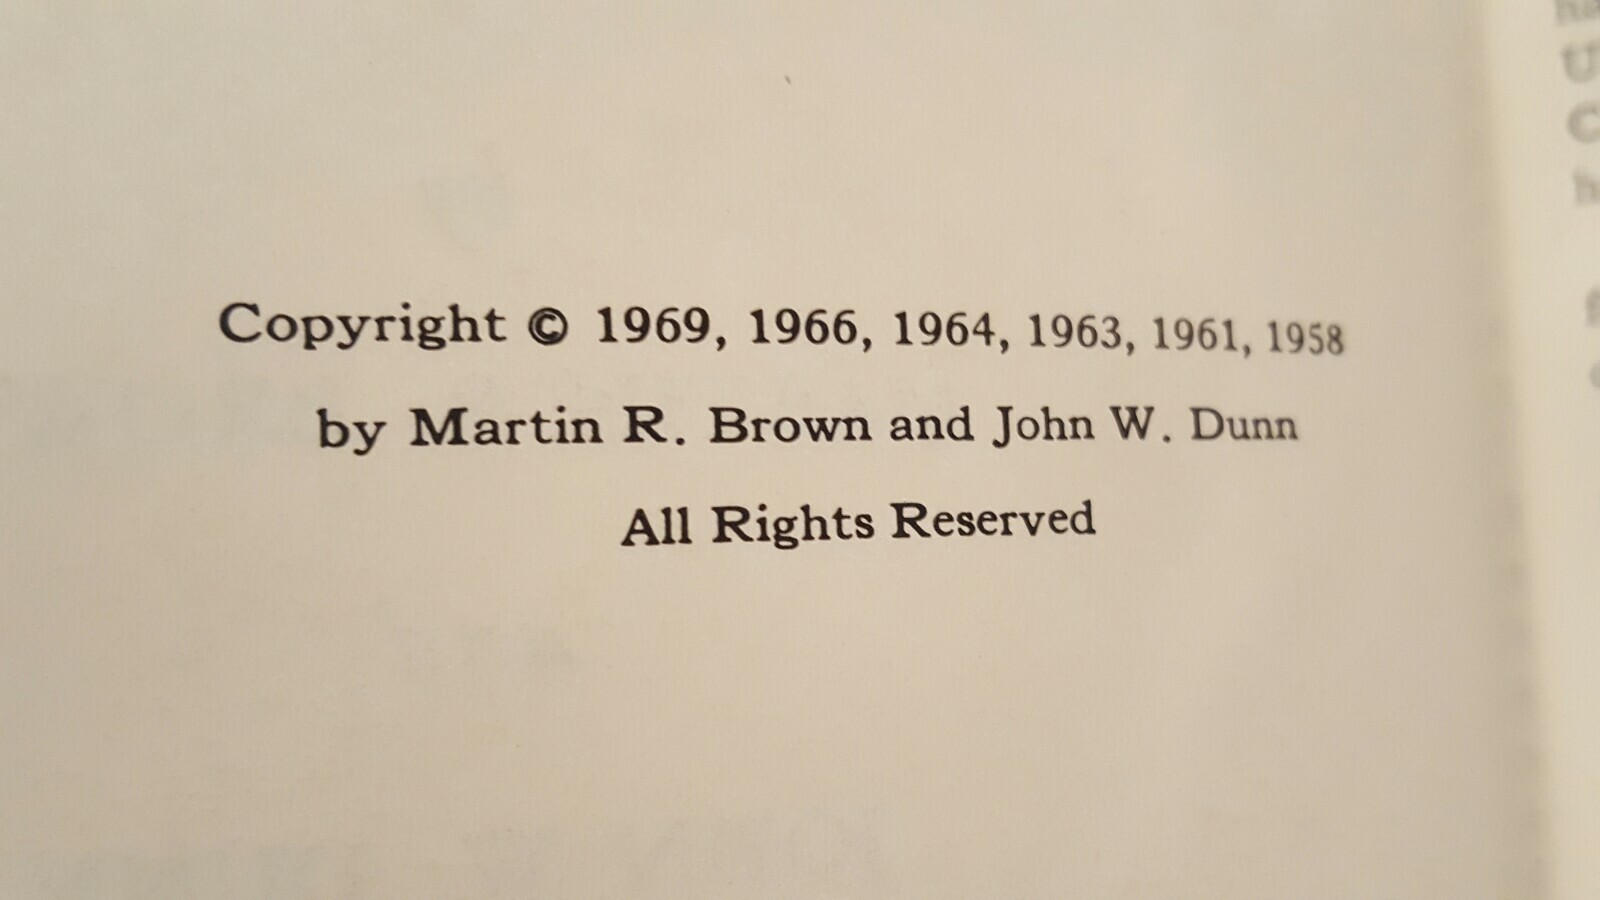 Copyright © 1969, 1966, 1964, 1963, 1961, 1958
by Martin R. Brown and John W. Dunn
All Rights Reserved